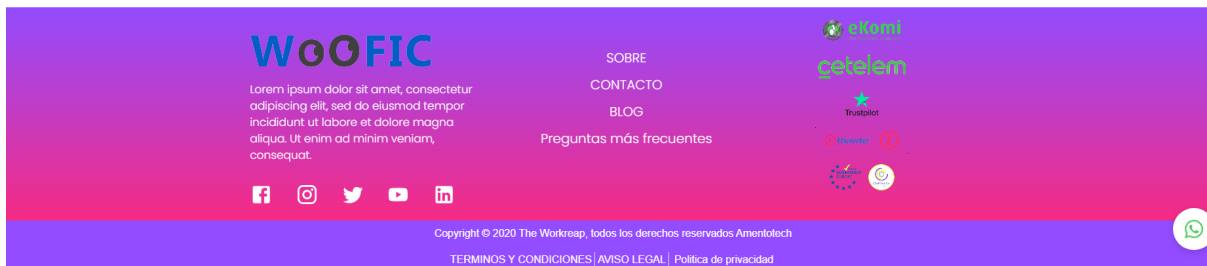 WoOFIC
Lorem ipsum dolor sit amet, consectetur
adipiscing elit, sed do eiusmod tempor
incididunt ut labore et dolore magna
aliqua. Ut enim ad minim veniam,
consequat.
SOBRE
CONTACTO
BLOG
Preguntas más frecuentes
eKomi
cetelem
Trustpilot
Copyright © 2020 The Workreap, todos los derechos reservados Amentotech
TERMINOS Y CONDICIONES| AVISO LEGAL| Politica de privacidad